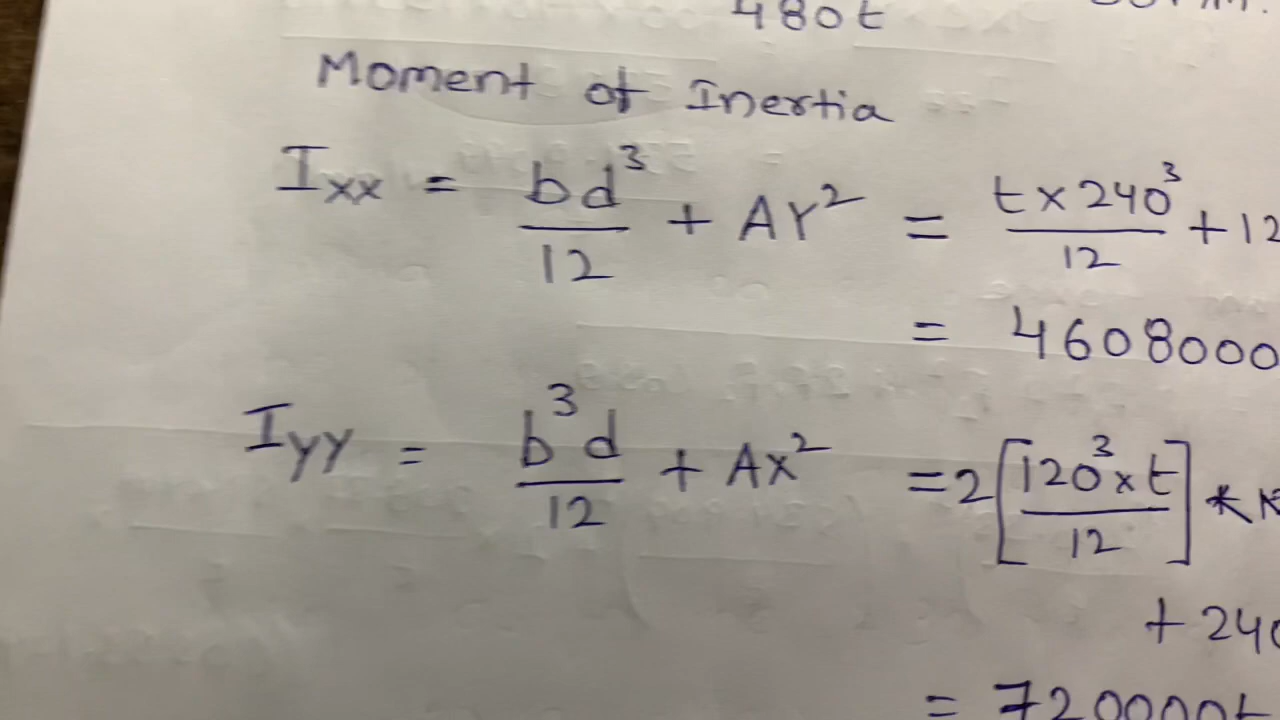 480t
Moment of Inertia
Ixx = bd³/12 + AY² = t×240³/12 + 12
= 4608000
Iyy = b³d/12 + Ax² = 2[120³×t/12]
+ 240
= 720000t